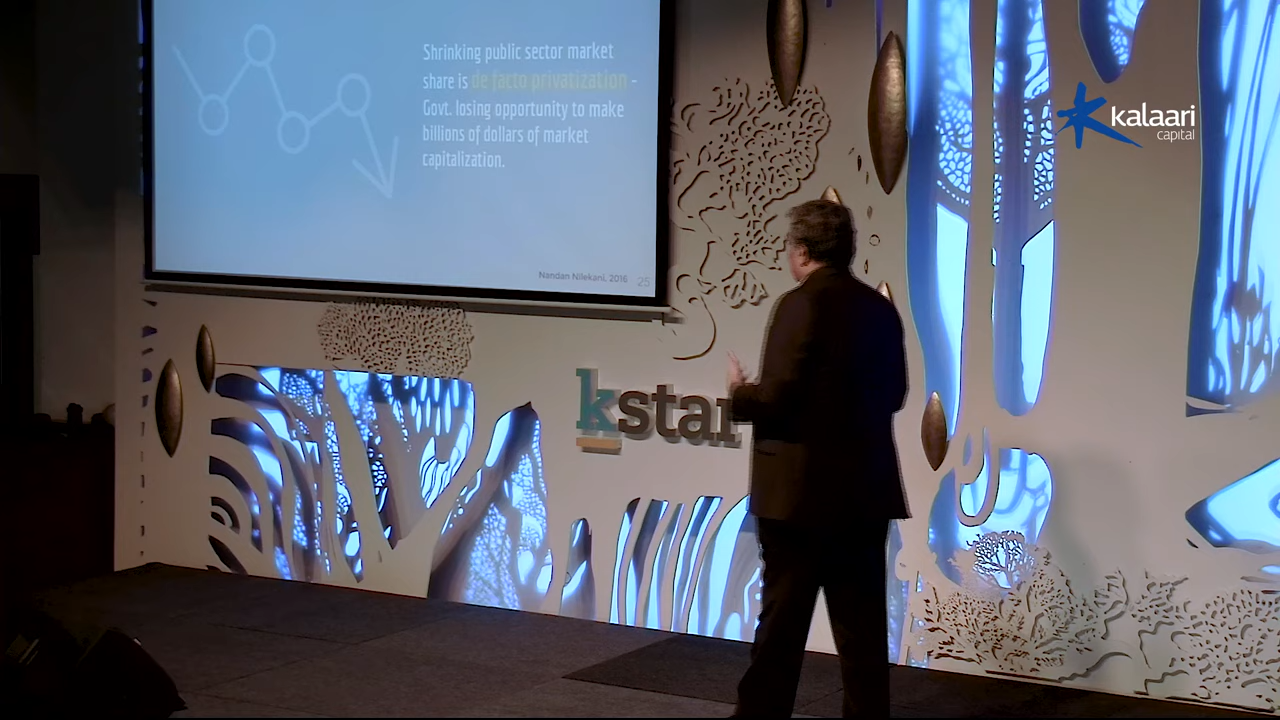 Shrinking public sector market
share is de facto privatization -
Govt. losing opportunity to make
billions of dollars of market
capitalization.
Nandan Nilekani, 2016 25
kalaari
capital
kstar